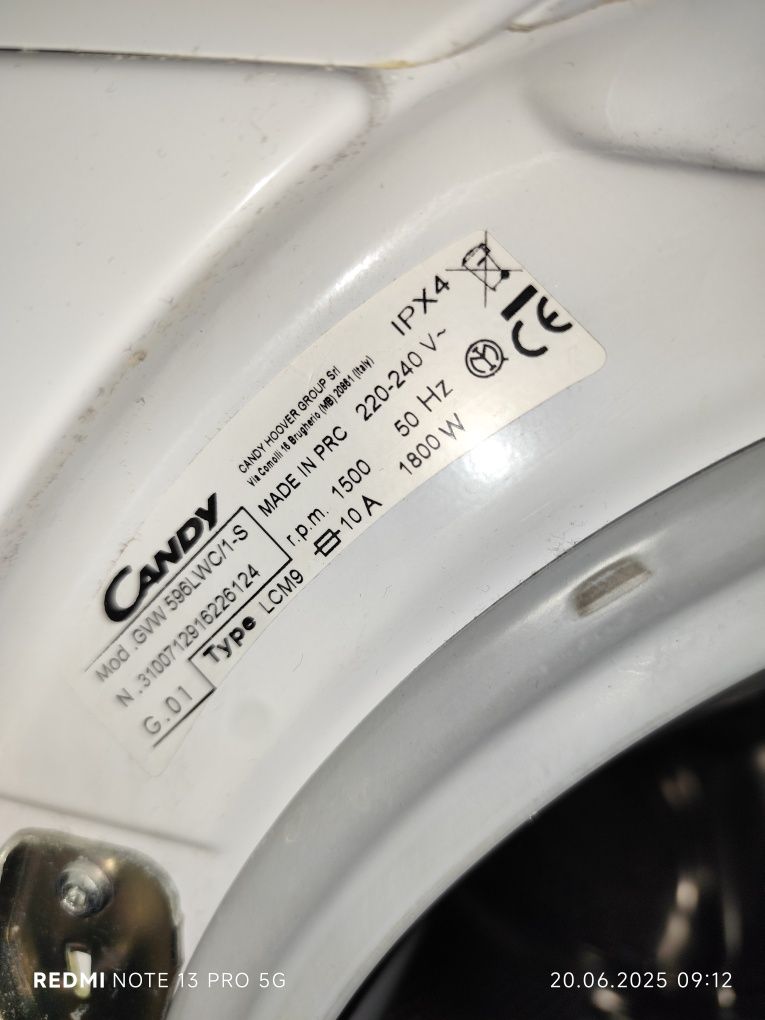 CANDY
Mod .GVW 596LWC/1-S
N .3100712916226124
G.01
Type LCM9
CANDY HOOVER GROUP Srl
Via Comolli 16 Brugherio (MB) 20861 (Italy)
MADE IN PRC
r.p.m. 1500
10 A
IPX4
220-240 V~
50 Hz
1800 W
CE
REDMI NOTE 13 PRO 5G
20.06.2025 09:12